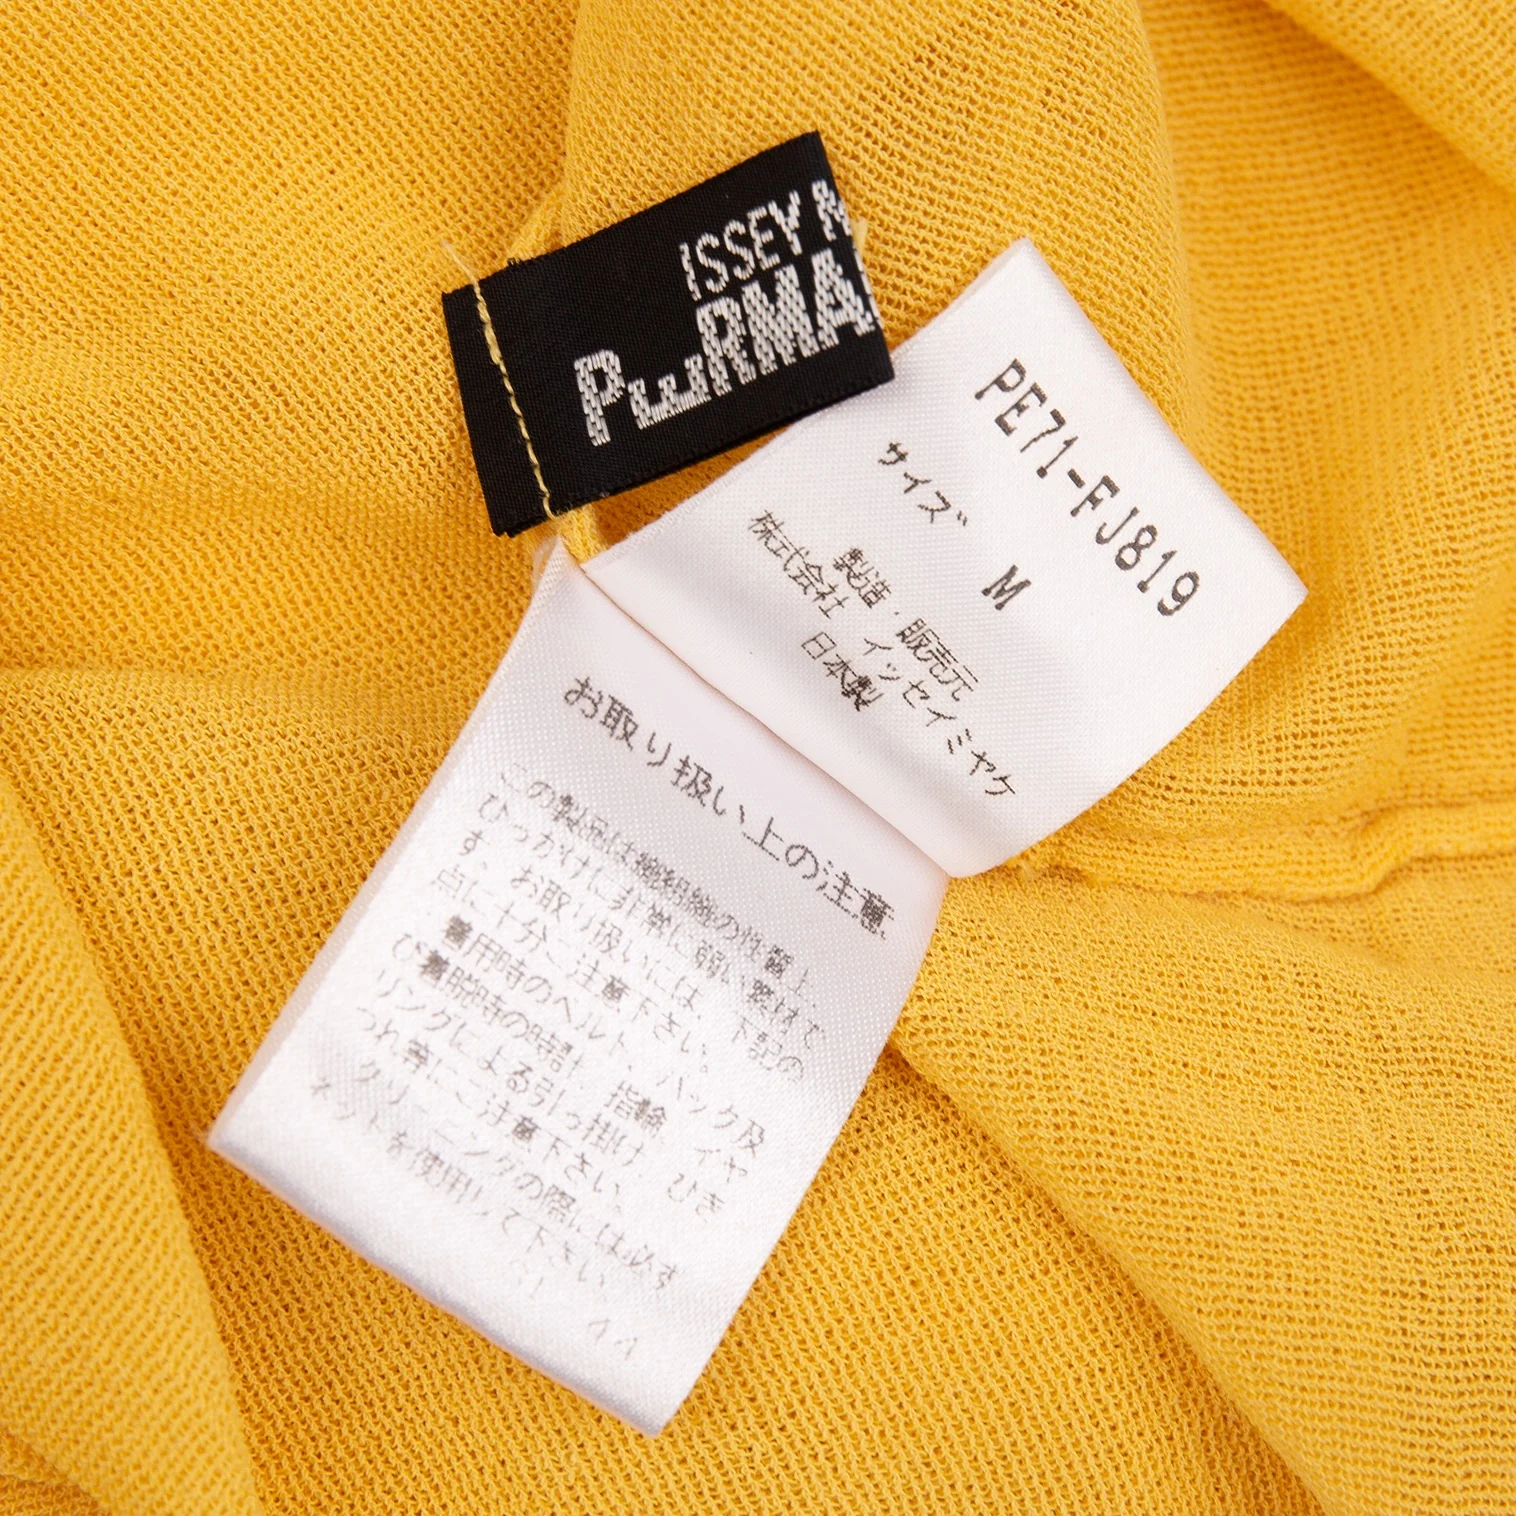 ISSEY M
PERMA
PE71-FJ819
サイズ M
製造・販売元
株式会社 イッセイミヤケ
日本製
お取り扱い上の注意
この製品は編組織の性質上、
ひっかけに非常に弱い素材で
す。お取り扱いには 下記の
点に十分ご注意下さい。
着用時のベルト、バック及
び着脱時の時計、指輪、イヤ
リングによる引っ掛け、ひき
つれ等にご注意下さい。
クリーニングの際には必ず
ネットを使用して下さい。